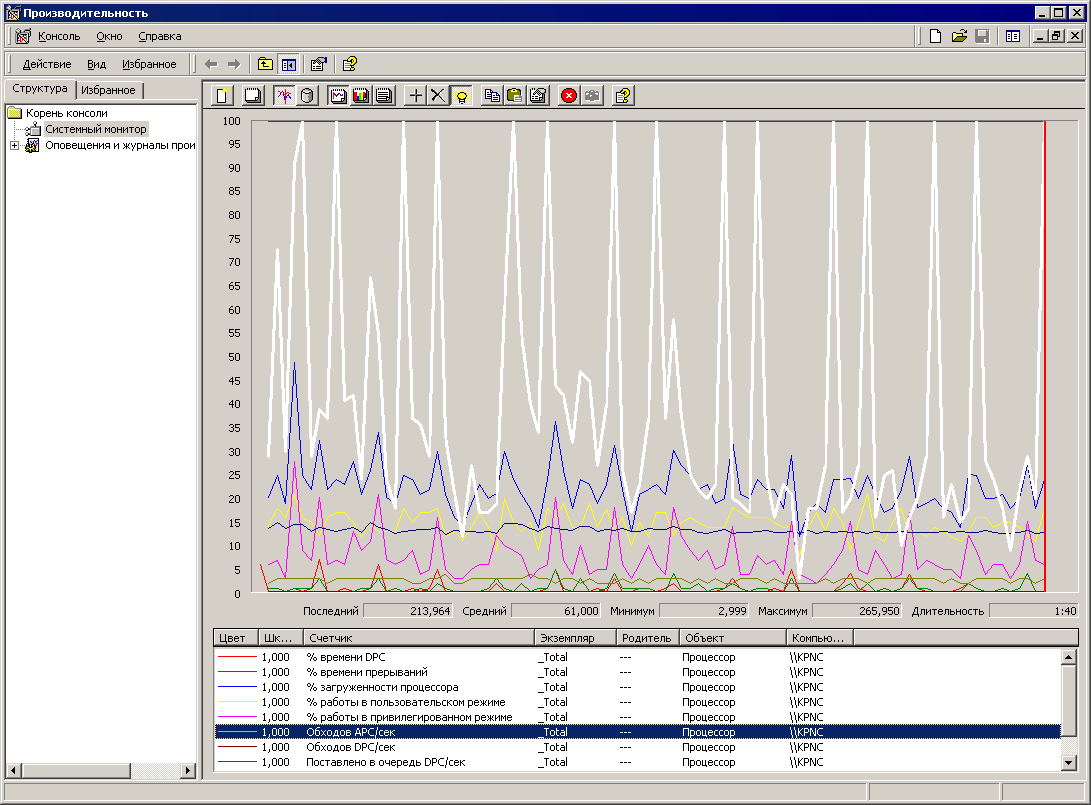 Производительность
Консоль Окно Справка
Действие Вид Избранное
Структура Избранное
Корень консоли
Системный монитор
Оповещения и журналы прои
100
95
90
85
80
75
70
65
60
55
50
45
40
35
30
25
20
15
10
5
0
Последний 213,964 Средний 61,000 Минимум 2,999 Максимум 265,950 Длительность 1:40
Цвет Шк... Счетчик Экземпляр Родитель Объект Компью...
1,000 % времени DPC _Total --- Процессор \\KPNC
1,000 % времени прерываний _Total --- Процессор \\KPNC
1,000 % загруженности процессора _Total --- Процессор \\KPNC
1,000 % работы в пользовательском режиме _Total --- Процессор \\KPNC
1,000 % работы в привилегированном режиме _Total --- Процессор \\KPNC
1,000 Обходов APC/сек _Total --- Процессор \\KPNC
1,000 Обходов DPC/сек _Total --- Процессор \\KPNC
1,000 Поставлено в очередь DPC/сек _Total --- Процессор \\KPNC